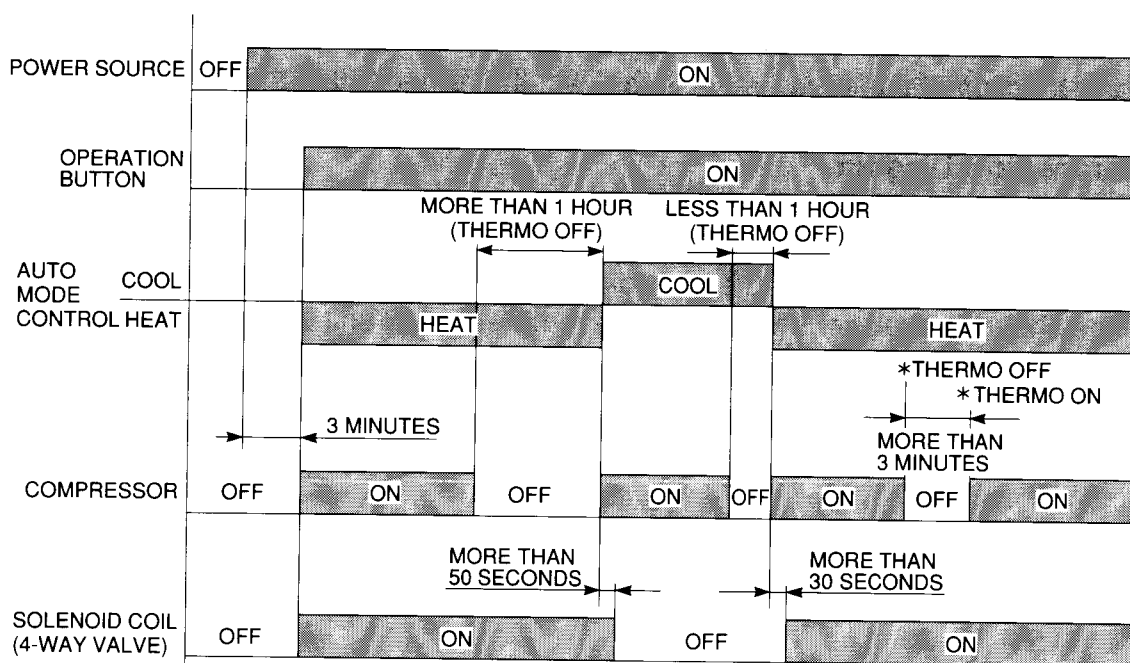 POWER SOURCE OFF ON
OPERATION
BUTTON
ON
MORE THAN 1 HOUR
(THERMO OFF)
LESS THAN 1 HOUR
(THERMO OFF)
AUTO
MODE
CONTROL
COOL
HEAT
COOL
HEAT
HEAT
*THERMO OFF
*THERMO ON
3 MINUTES
MORE THAN
3 MINUTES
COMPRESSOR OFF ON OFF ON OFF ON OFF ON
MORE THAN
50 SECONDS
MORE THAN
30 SECONDS
SOLENOID COIL
(4-WAY VALVE)
OFF ON OFF ON